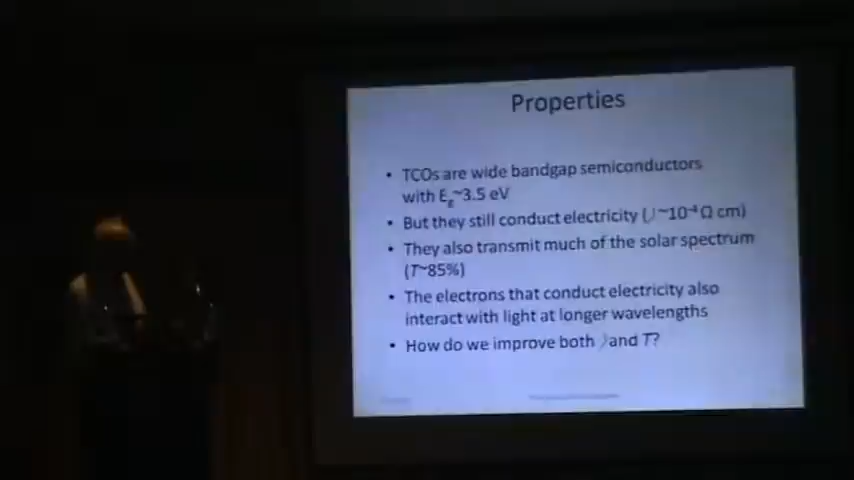 Properties
• TCOs are wide bandgap semiconductors
with Eg~3.5 eV
• But they still conduct electricity (~10⁻⁴ Ω cm)
• They also transmit much of the solar spectrum
(T~85%)
• The electrons that conduct electricity also
interact with light at longer wavelengths
• How do we improve both and T?